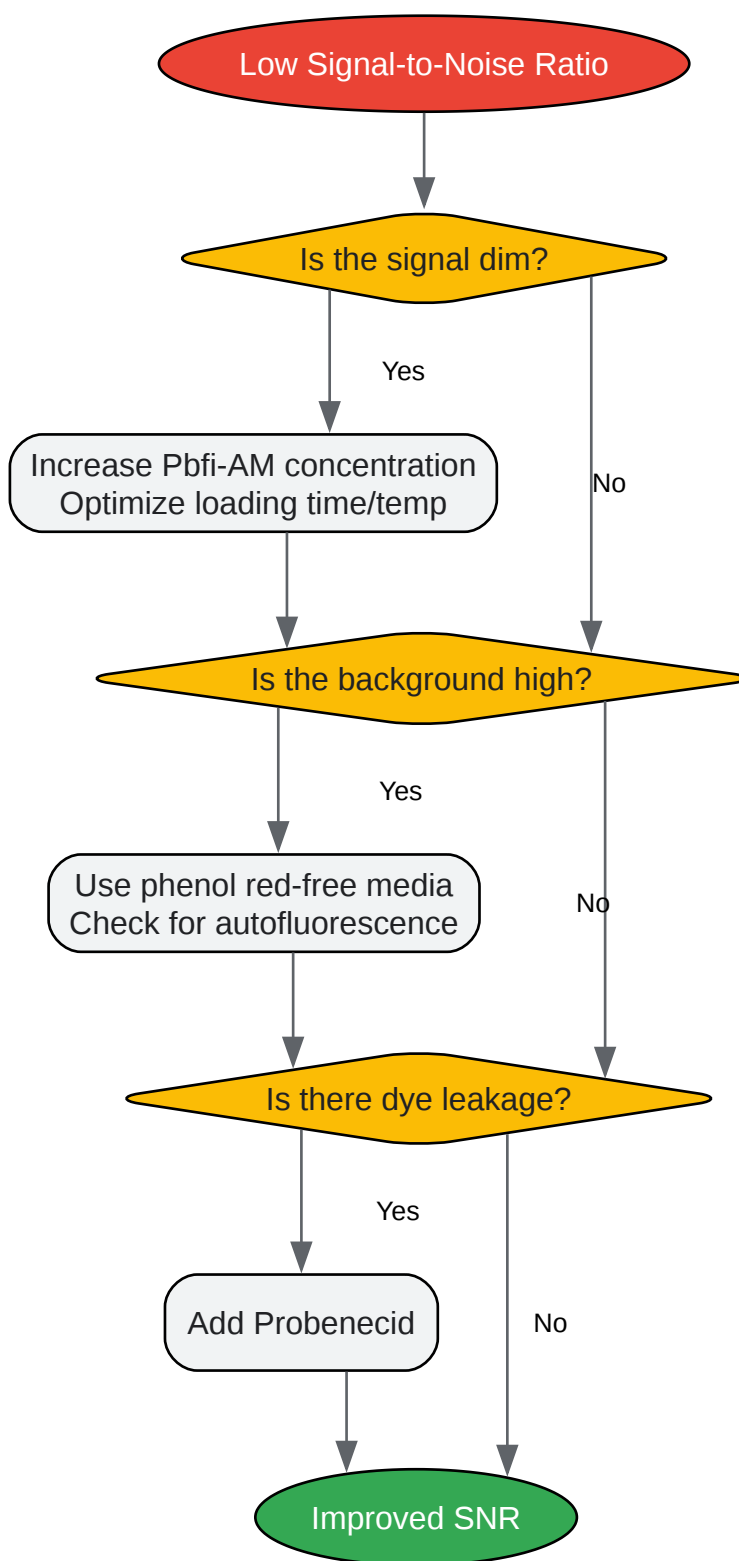 Low Signal-to-Noise Ratio
Is the signal dim?
Yes
Increase Pbfi-AM concentration
Optimize loading time/temp
No
Is the background high?
Yes
Use phenol red-free media
Check for autofluorescence
No
Is there dye leakage?
Yes
Add Probenecid
No
Improved SNR